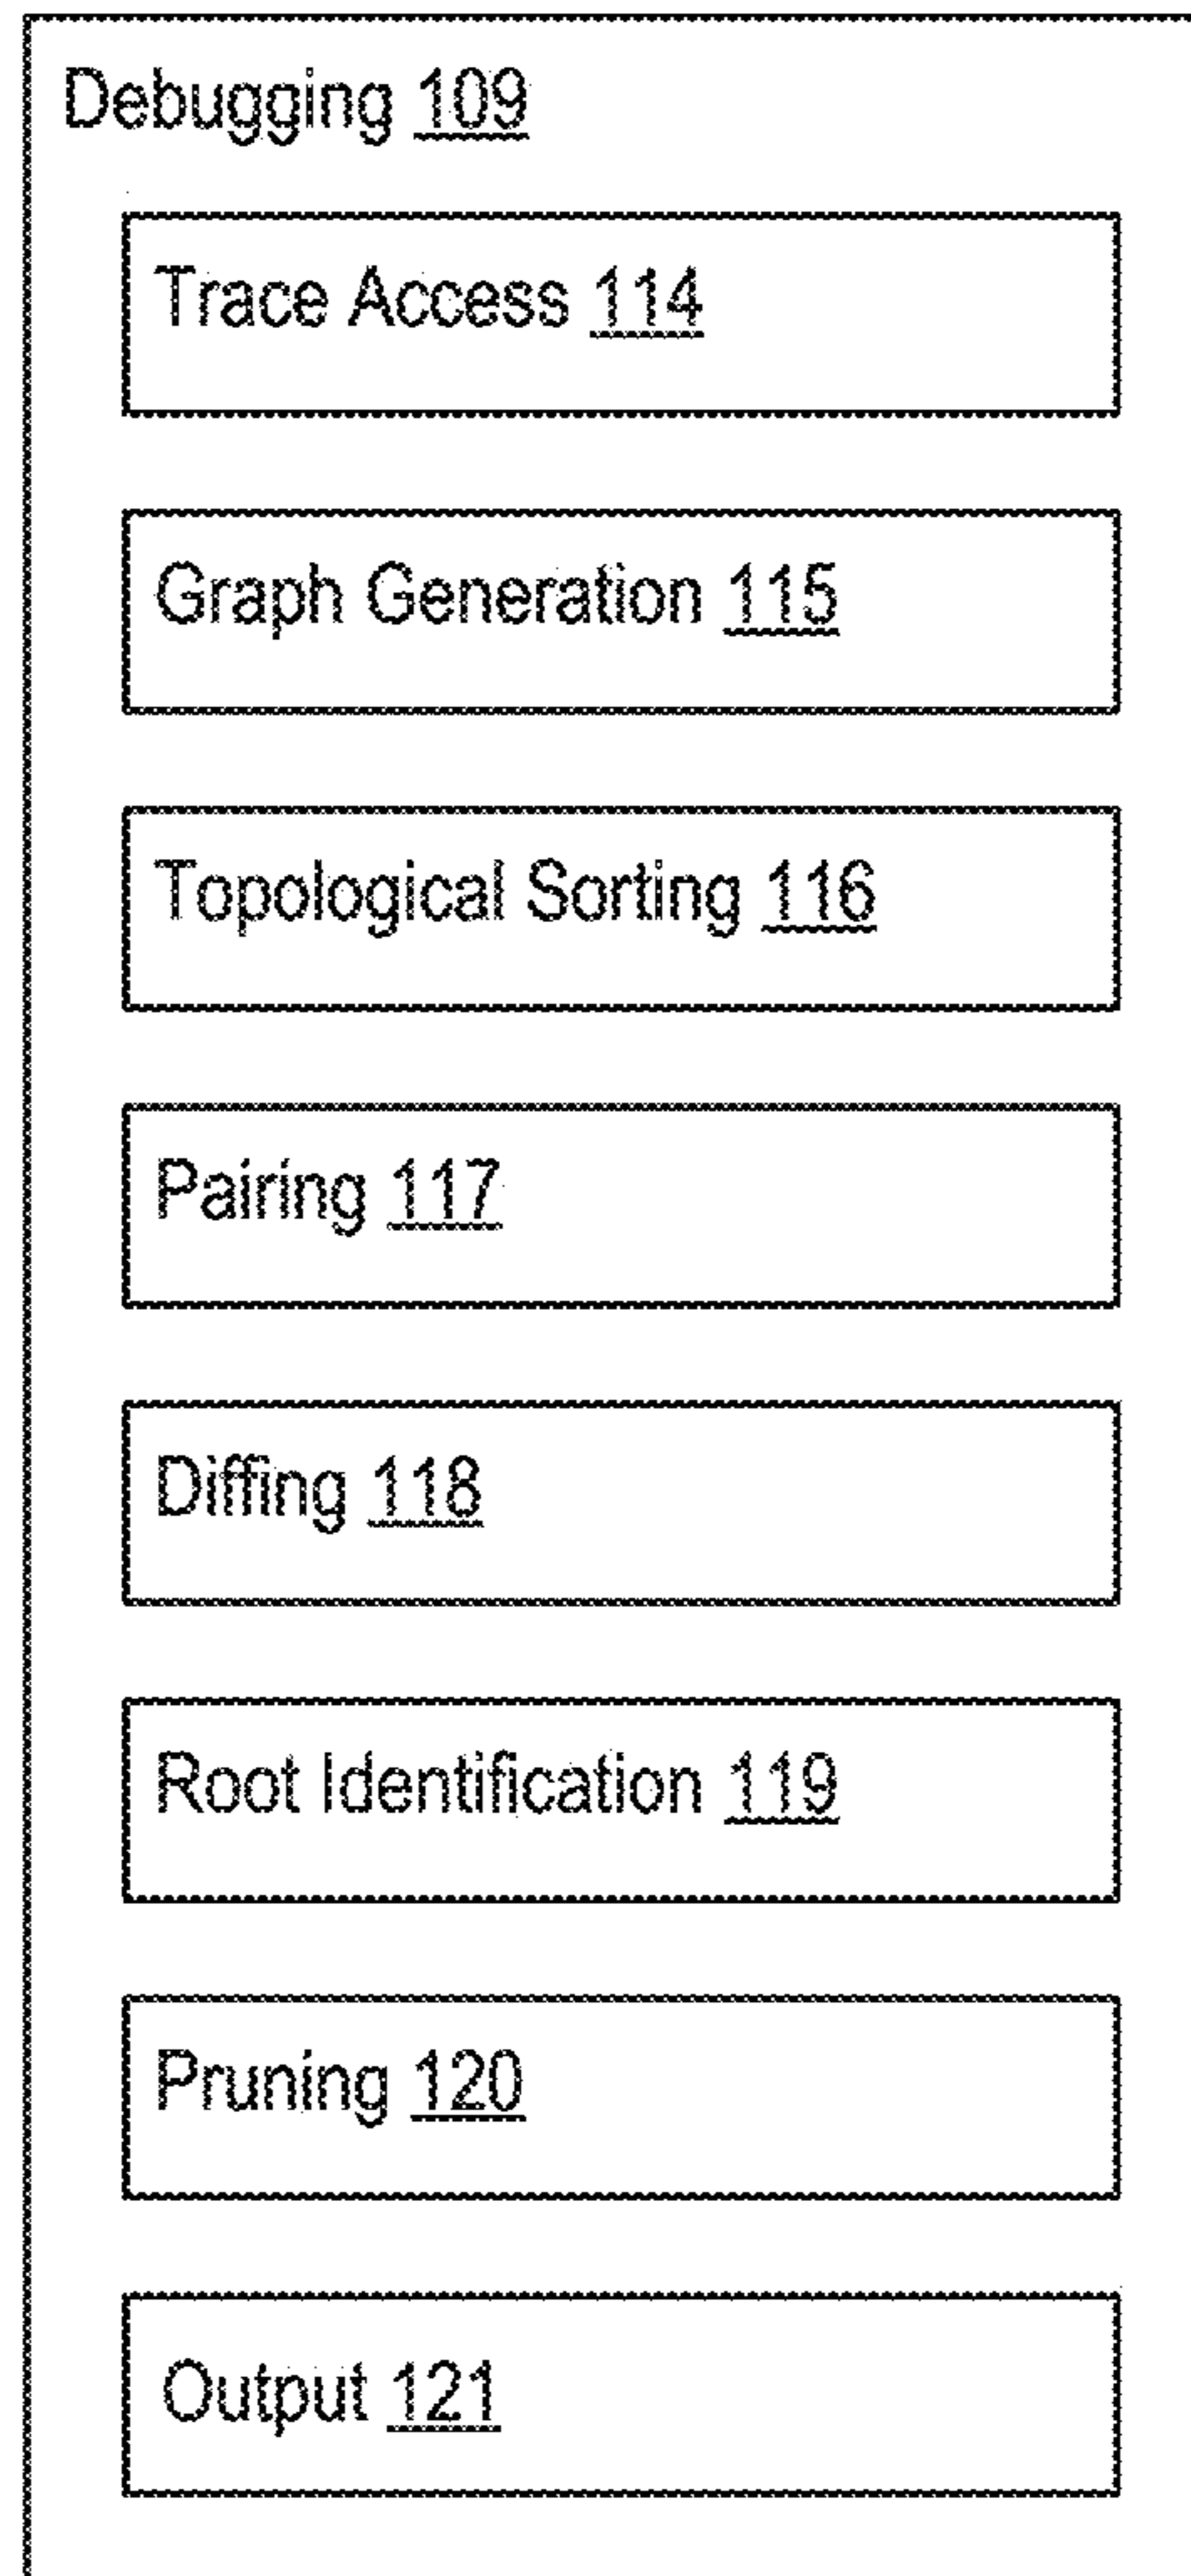 Debugging 109
Trace Access 114
Graph Generation 115
Topological Sorting 116
Pairing 117
Diffing 118
Root Identification 119
Pruning 120
Output 121